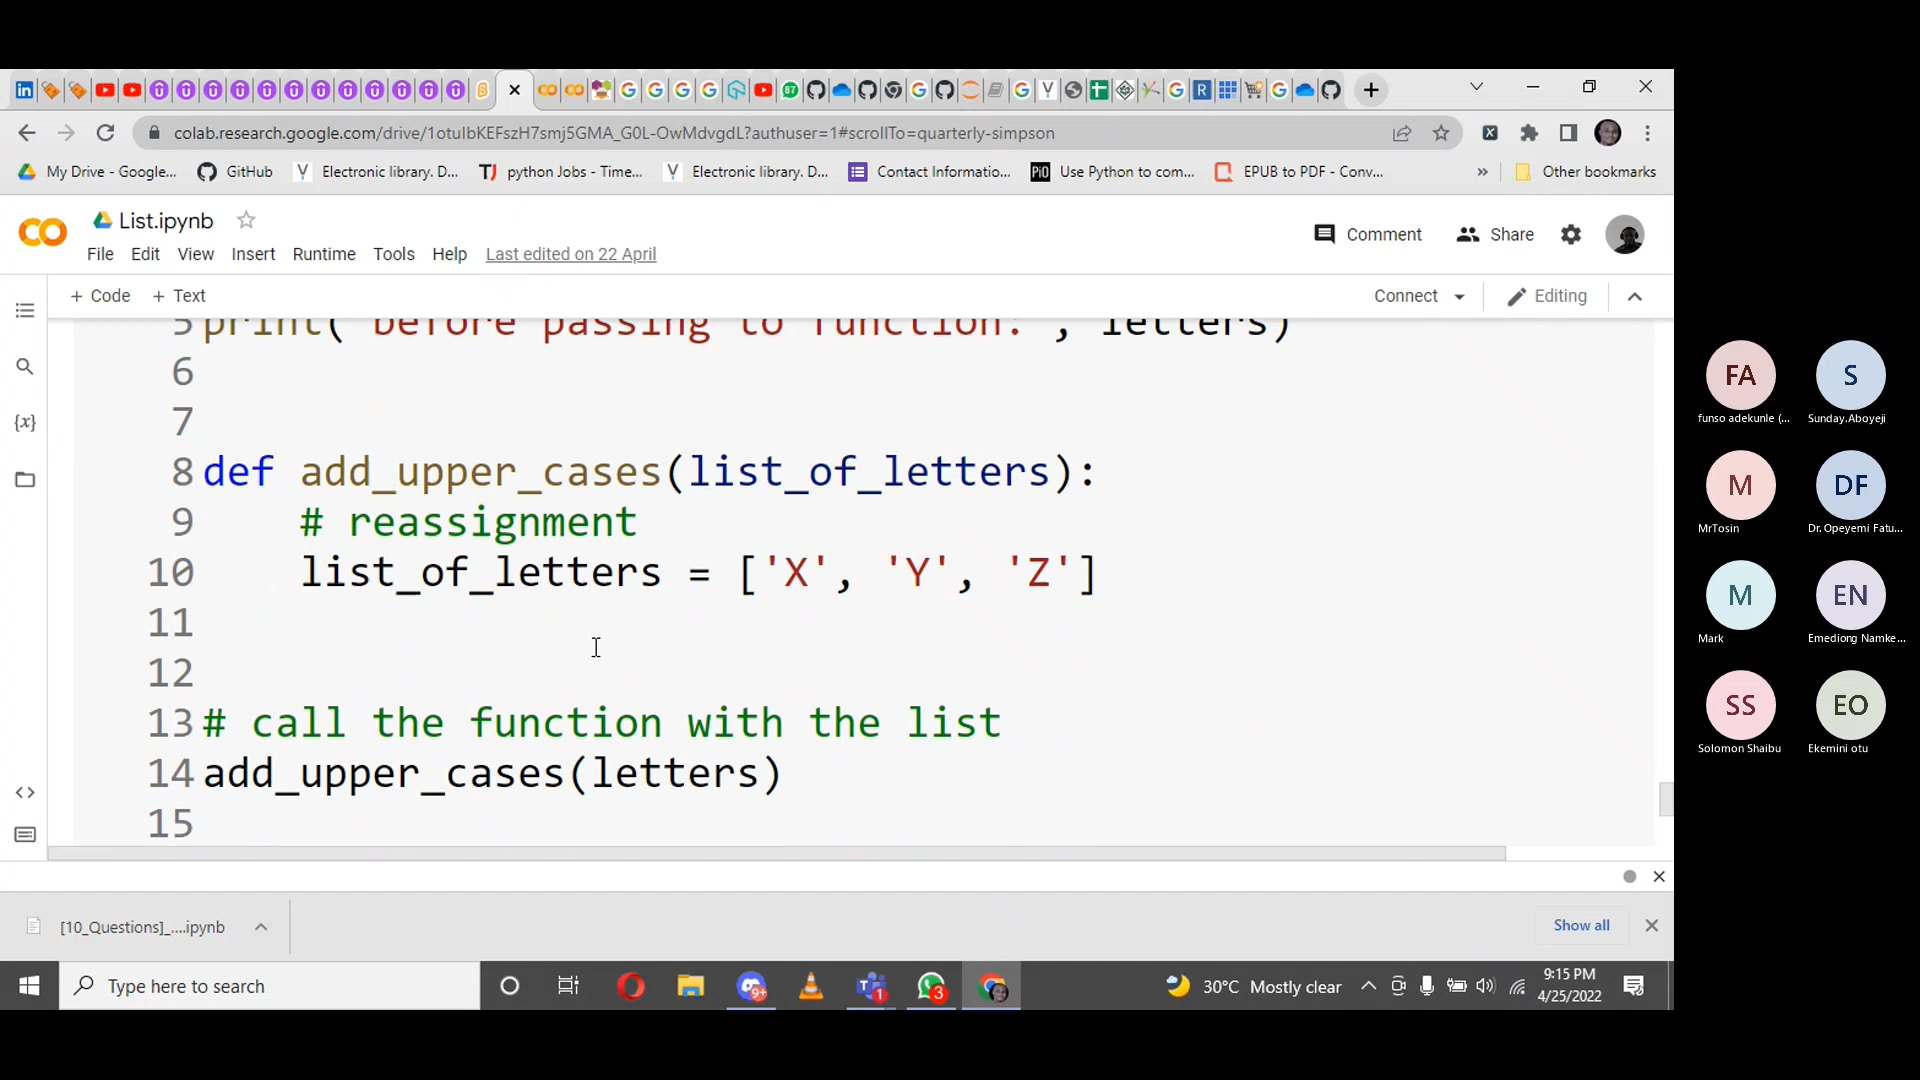 colab.research.google.com/drive/1otuIbKEFszH7smj5GMA_G0L-OwMdvgdL?authuser=1#scrollTo=quarterly-simpson
My Drive - Google... GitHub Electronic library. D... python Jobs - Time... Electronic library. D... Contact Informatio... Use Python to com... EPUB to PDF - Conv... » Other bookmarks
List.ipynb
Comment Share
File Edit View Insert Runtime Tools Help Last edited on 22 April
+ Code + Text Connect Editing
5 print("before passing to function:", letters)
6
7
8 def add_upper_cases(list_of_letters):
9 # reassignment
10 list_of_letters = ['X', 'Y', 'Z']
11
12
13 # call the function with the list
14 add_upper_cases(letters)
15
[10_Questions]_....ipynb
Show all
Type here to search
30°C Mostly clear
9:15 PM
4/25/2022
FA S
funso adekunle (... Sunday.Aboyeji
M DF
MrTosin Dr. Opeyemi Fatu...
M EN
Mark Emediong Namke...
SS EO
Solomon Shaibu Ekemini otu